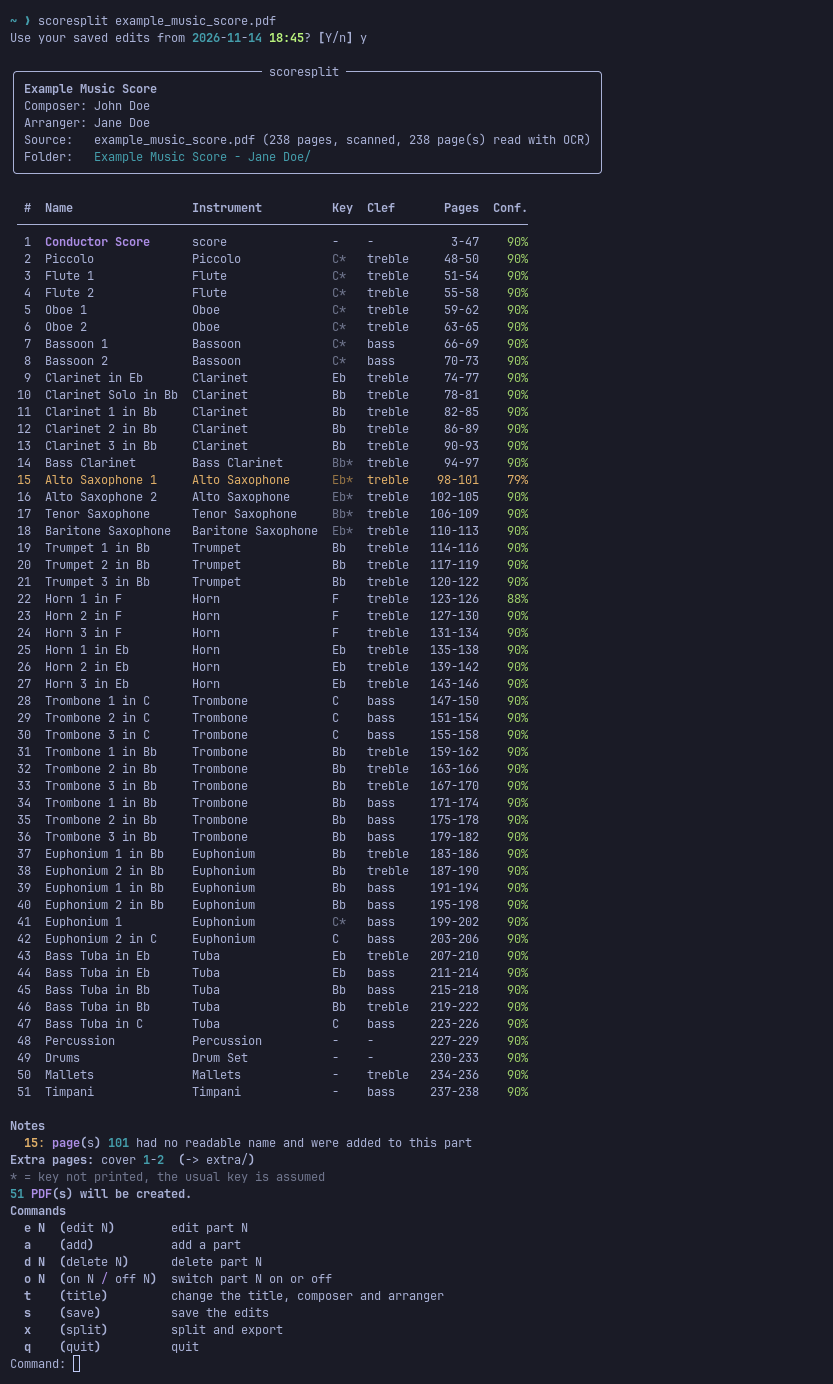 ~ ❯ scoresplit example_music_score.pdf
Use your saved edits from 2026-11-14 18:45? [Y/n] y
scoresplit
Example Music Score
Composer: John Doe
Arranger: Jane Doe
Source:   example_music_score.pdf (238 pages, scanned, 238 page(s) read with OCR)
Folder:   Example Music Score - Jane Doe/
#  Name                 Instrument          Key  Clef       Pages  Conf.
1  Conductor Score      score               -    -           3-47    90%
2  Piccolo              Piccolo             C*   treble     48-50    90%
3  Flute 1              Flute               C*   treble     51-54    90%
4  Flute 2              Flute               C*   treble     55-58    90%
5  Oboe 1               Oboe                C*   treble     59-62    90%
6  Oboe 2               Oboe                C*   treble     63-65    90%
7  Bassoon 1            Bassoon             C*   bass       66-69    90%
8  Bassoon 2            Bassoon             C*   bass       70-73    90%
9  Clarinet in Eb       Clarinet            Eb   treble     74-77    90%
10  Clarinet Solo in Bb  Clarinet            Bb   treble     78-81    90%
11  Clarinet 1 in Bb     Clarinet            Bb   treble     82-85    90%
12  Clarinet 2 in Bb     Clarinet            Bb   treble     86-89    90%
13  Clarinet 3 in Bb     Clarinet            Bb   treble     90-93    90%
14  Bass Clarinet        Bass Clarinet       Bb*  treble     94-97    90%
15  Alto Saxophone 1     Alto Saxophone      Eb*  treble    98-101    79%
16  Alto Saxophone 2     Alto Saxophone      Eb*  treble   102-105    90%
17  Tenor Saxophone      Tenor Saxophone     Bb*  treble   106-109    90%
18  Baritone Saxophone   Baritone Saxophone  Eb*  treble   110-113    90%
19  Trumpet 1 in Bb      Trumpet             Bb   treble   114-116    90%
20  Trumpet 2 in Bb      Trumpet             Bb   treble   117-119    90%
21  Trumpet 3 in Bb      Trumpet             Bb   treble   120-122    90%
22  Horn 1 in F          Horn                F    treble   123-126    88%
23  Horn 2 in F          Horn                F    treble   127-130    90%
24  Horn 3 in F          Horn                F    treble   131-134    90%
25  Horn 1 in Eb         Horn                Eb   treble   135-138    90%
26  Horn 2 in Eb         Horn                Eb   treble   139-142    90%
27  Horn 3 in Eb         Horn                Eb   treble   143-146    90%
28  Trombone 1 in C      Trombone            C    bass     147-150    90%
29  Trombone 2 in C      Trombone            C    bass     151-154    90%
30  Trombone 3 in C      Trombone            C    bass     155-158    90%
31  Trombone 1 in Bb     Trombone            Bb   treble   159-162    90%
32  Trombone 2 in Bb     Trombone            Bb   treble   163-166    90%
33  Trombone 3 in Bb     Trombone            Bb   treble   167-170    90%
34  Trombone 1 in Bb     Trombone            Bb   bass     171-174    90%
35  Trombone 2 in Bb     Trombone            Bb   bass     175-178    90%
36  Trombone 3 in Bb     Trombone            Bb   bass     179-182    90%
37  Euphonium 1 in Bb    Euphonium           Bb   treble   183-186    90%
38  Euphonium 2 in Bb    Euphonium           Bb   treble   187-190    90%
39  Euphonium 1 in Bb    Euphonium           Bb   bass     191-194    90%
40  Euphonium 2 in Bb    Euphonium           Bb   bass     195-198    90%
41  Euphonium 1          Euphonium           C*   bass     199-202    90%
42  Euphonium 2 in C     Euphonium           C    bass     203-206    90%
43  Bass Tuba in Eb      Tuba                Eb   treble   207-210    90%
44  Bass Tuba in Eb      Tuba                Eb   bass     211-214    90%
45  Bass Tuba in Bb      Tuba                Bb   bass     215-218    90%
46  Bass Tuba in Bb      Tuba                Bb   treble   219-222    90%
47  Bass Tuba in C       Tuba                C    bass     223-226    90%
48  Percussion           Percussion          -    -        227-229    90%
49  Drums                Drum Set            -    -        230-233    90%
50  Mallets              Mallets             -    treble   234-236    90%
51  Timpani              Timpani             -    bass     237-238    90%
Notes
15: page(s) 101 had no readable name and were added to this part
Extra pages: cover 1-2  (-> extra/)
* = key not printed, the usual key is assumed
51 PDF(s) will be created.
Commands
e N  (edit N)        edit part N
a    (add)           add a part
d N  (delete N)      delete part N
o N  (on N / off N)  switch part N on or off
t    (title)         change the title, composer and arranger
s    (save)          save the edits
x    (split)         split and export
q    (quit)          quit
Command: